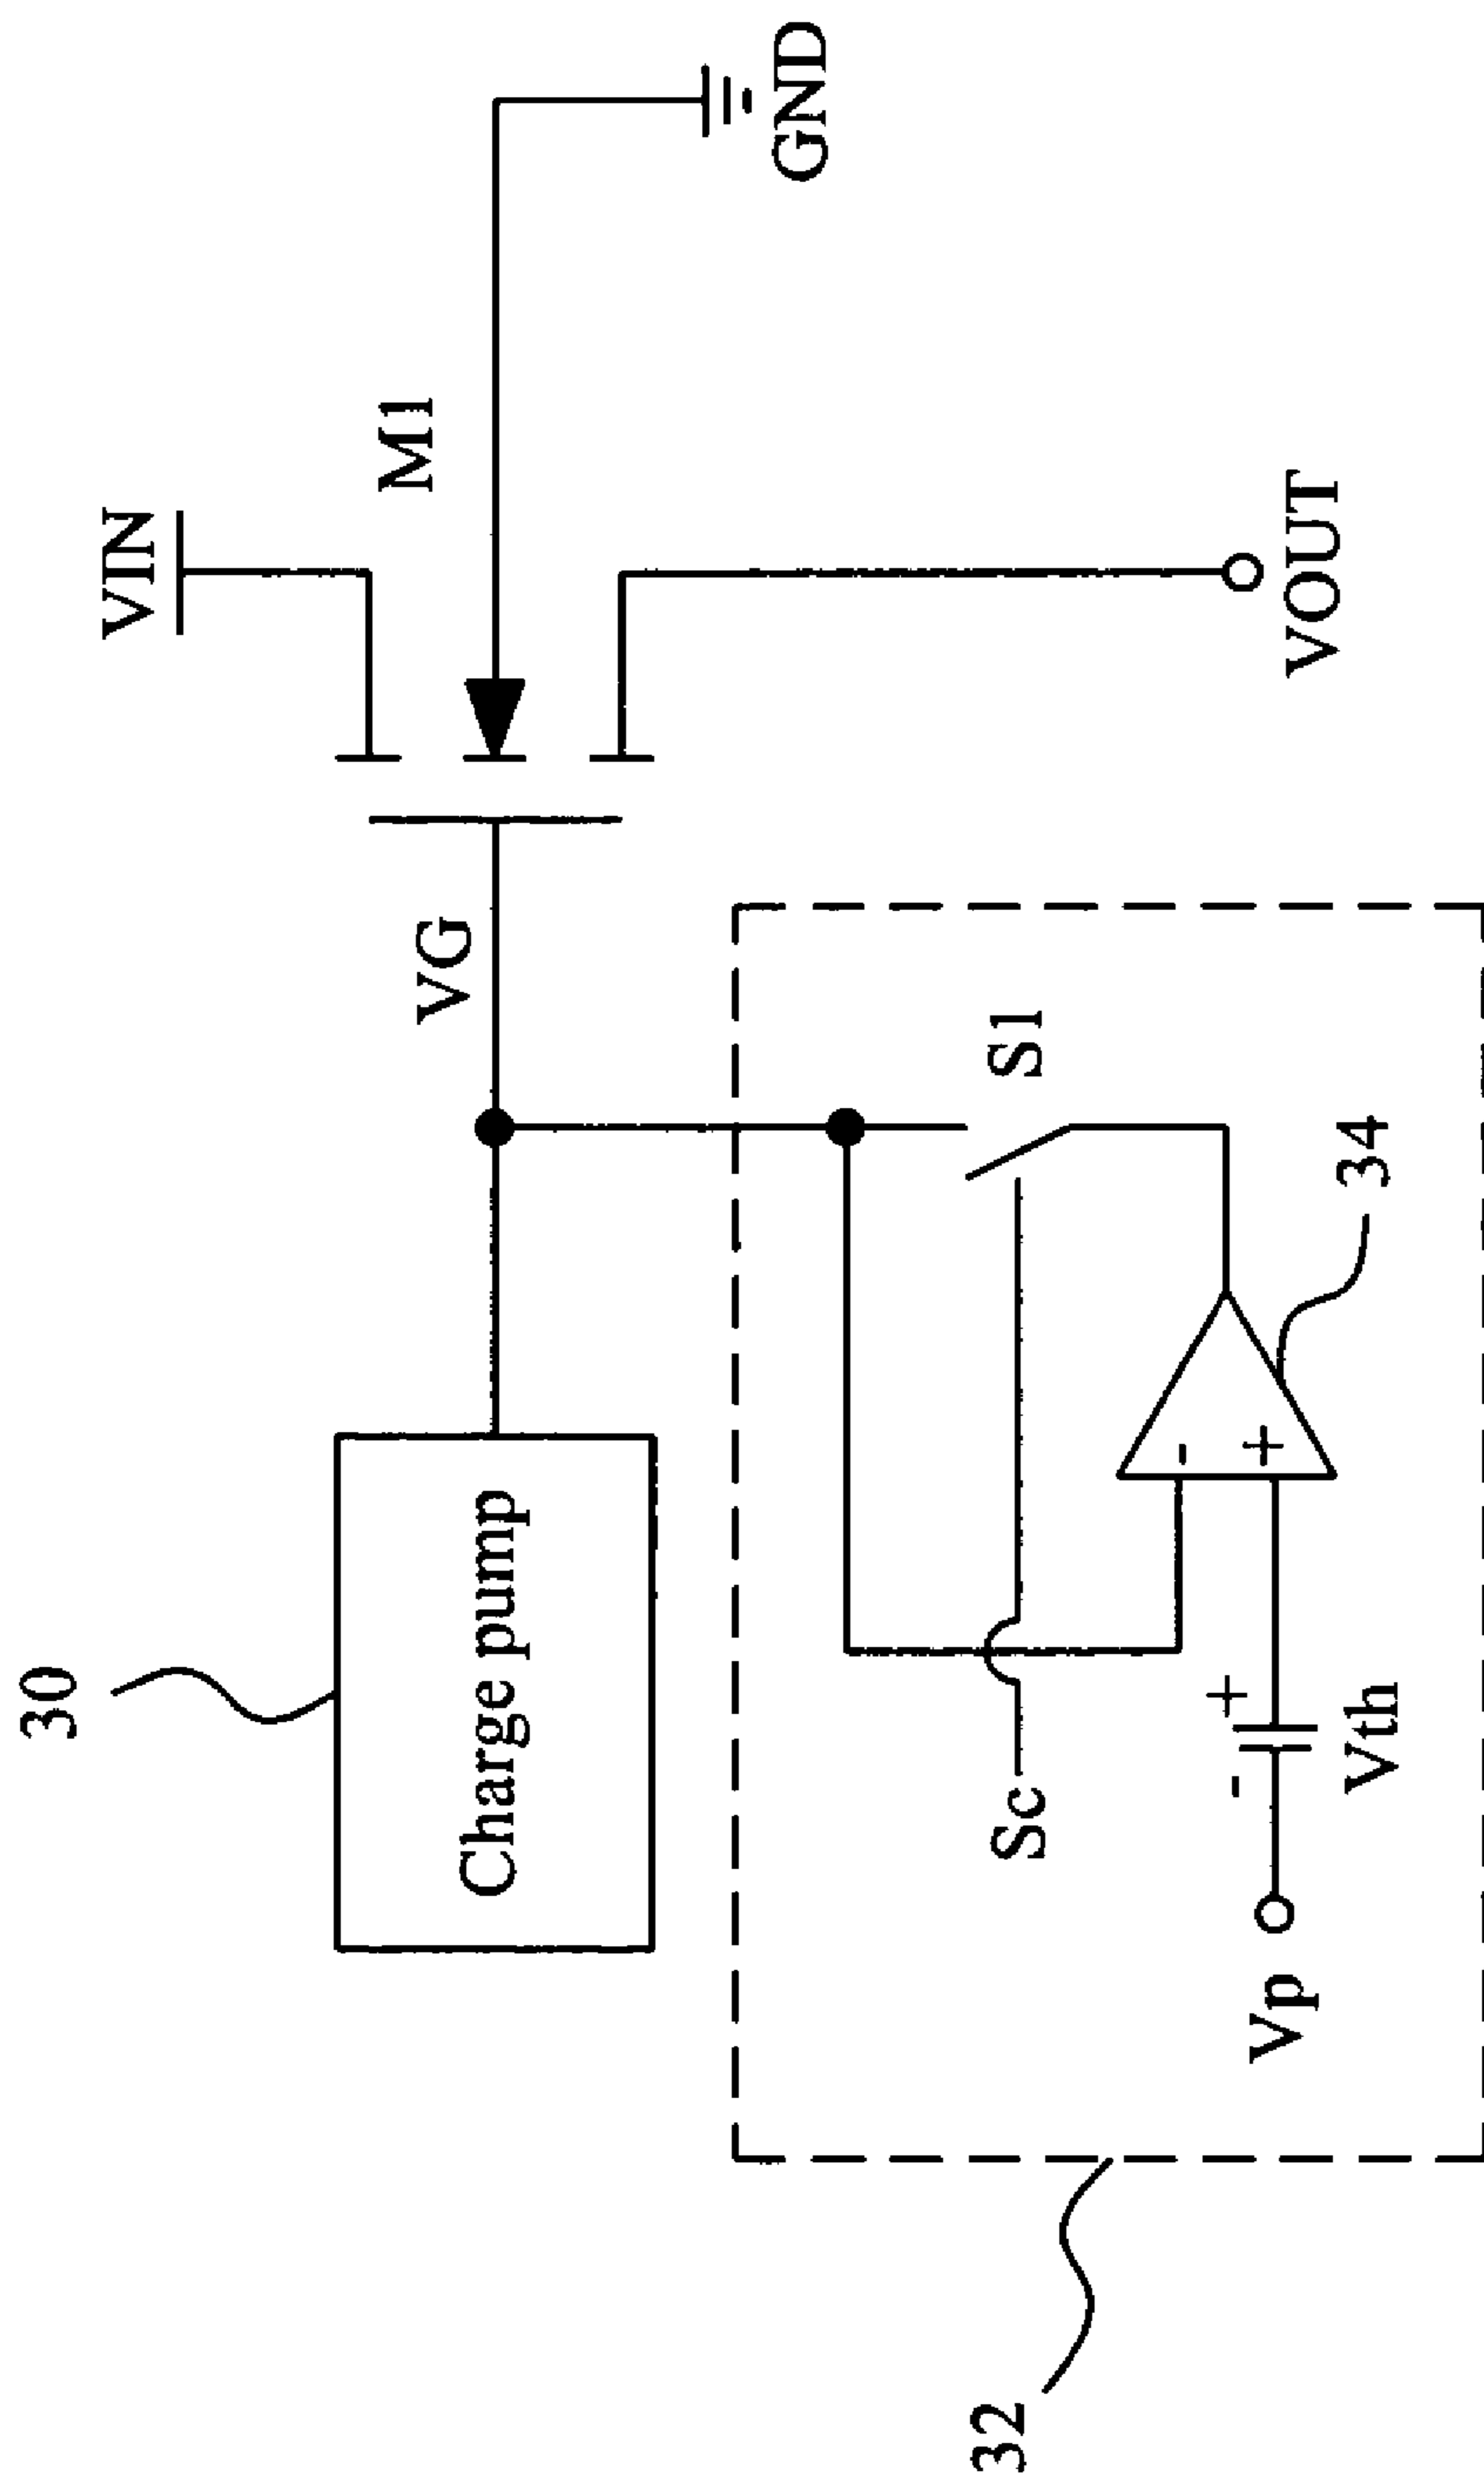 30
VIN
Charge pump
VG
M1
GND
Sc
S1
- +
-
+
Vp
Vth
34
VOUT
32